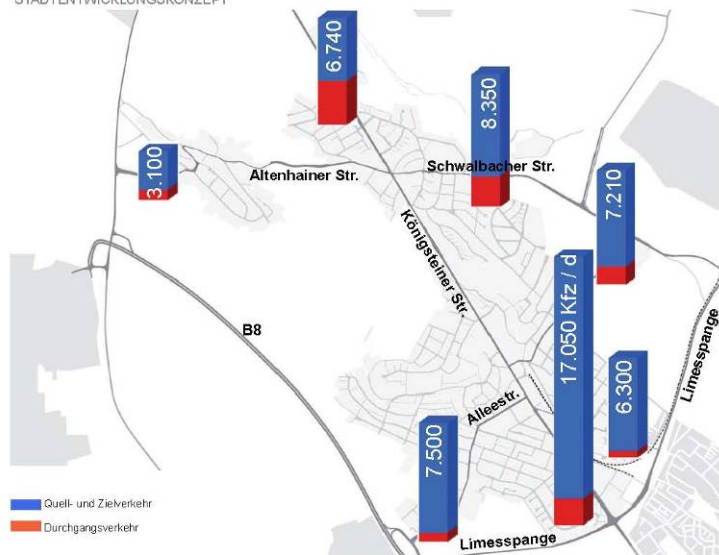 STADTENTWICKLUNGSKONZEPT
6.740
8.350
3.100
Altenhainer Str.
Schwalbacher Str.
7.210
Königsteiner Str.
17.050 Kfz / d
B8
Limesspange
6.300
Alleestr.
7.500
Quell- und Zielverkehr
Durchgangsverkehr
Limesspange